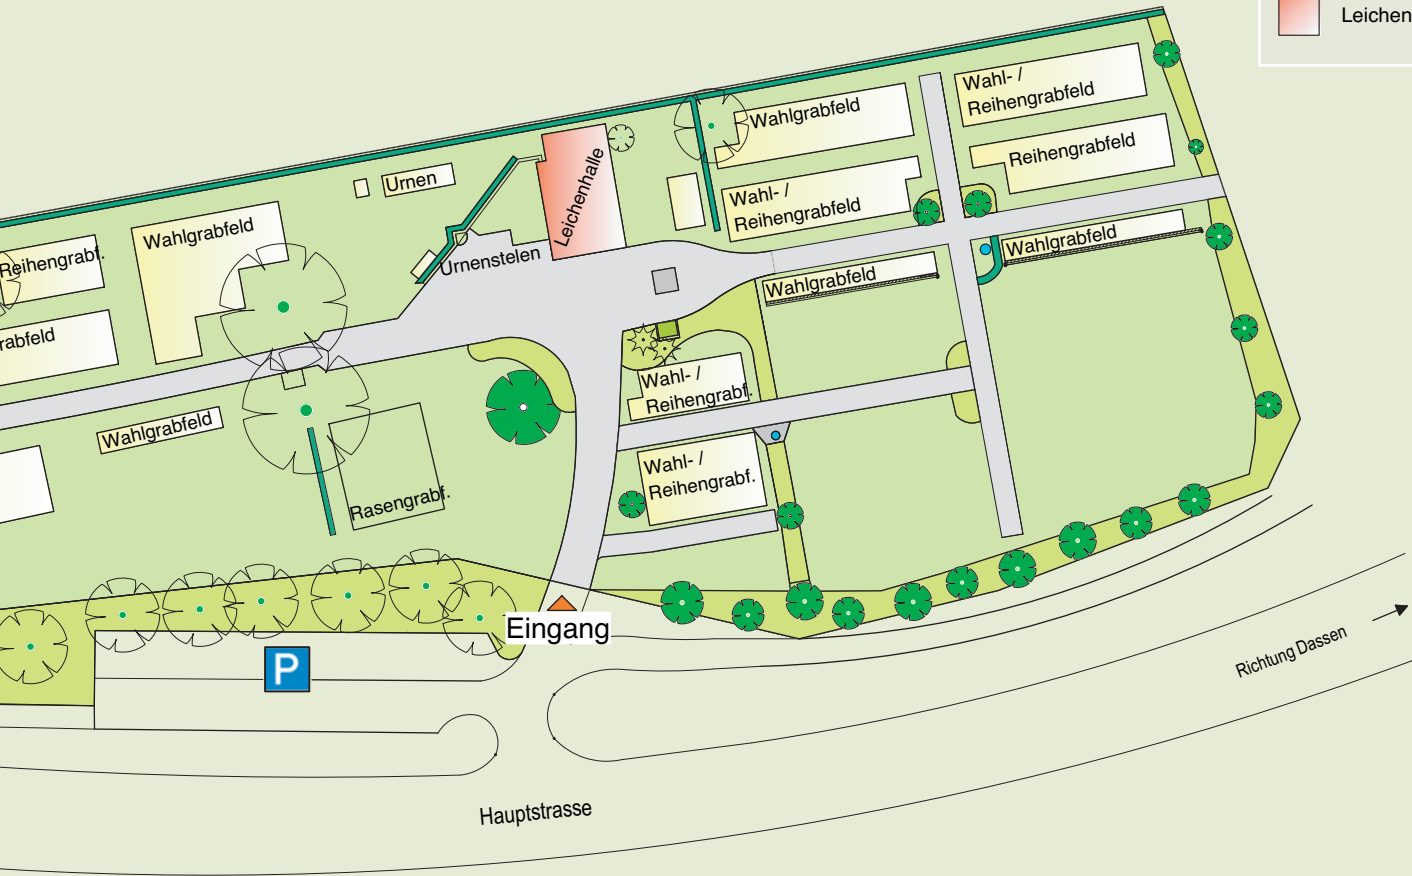 Leichen
Wahl- /
Reihengrabfeld
Wahlgrabfeld
Reihengrabfeld
Leichenhalle
Urnen
Wahl- /
Reihengrabfeld
Wahlgrabfeld
Wahlgrabfeld
Reihengrabf.
Urnenstelen
Wahlgrabfeld
rabfeld
Wahl- /
Reihengrabf.
Wahlgrabfeld
Wahl- /
Reihengrabf.
Rasengrabf.
Eingang
P
Richtung Dassen
Hauptstrasse